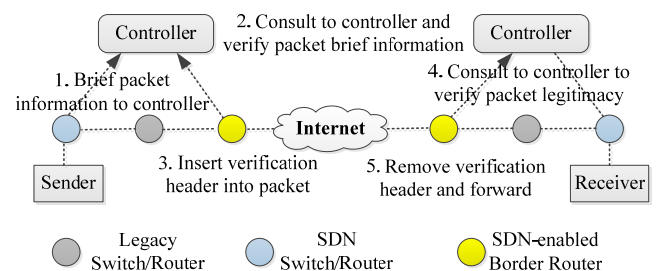 Controller
2. Consult to controller and
verify packet brief information
Controller
1. Brief packet
information to controller
4. Consult to controller to
verify packet legitimacy
Internet
Sender
3. Insert verification
header into packet
5. Remove verification
header and forward
Receiver
Legacy
Switch/Router
SDN
Switch/Router
SDN-enabled
Border Router